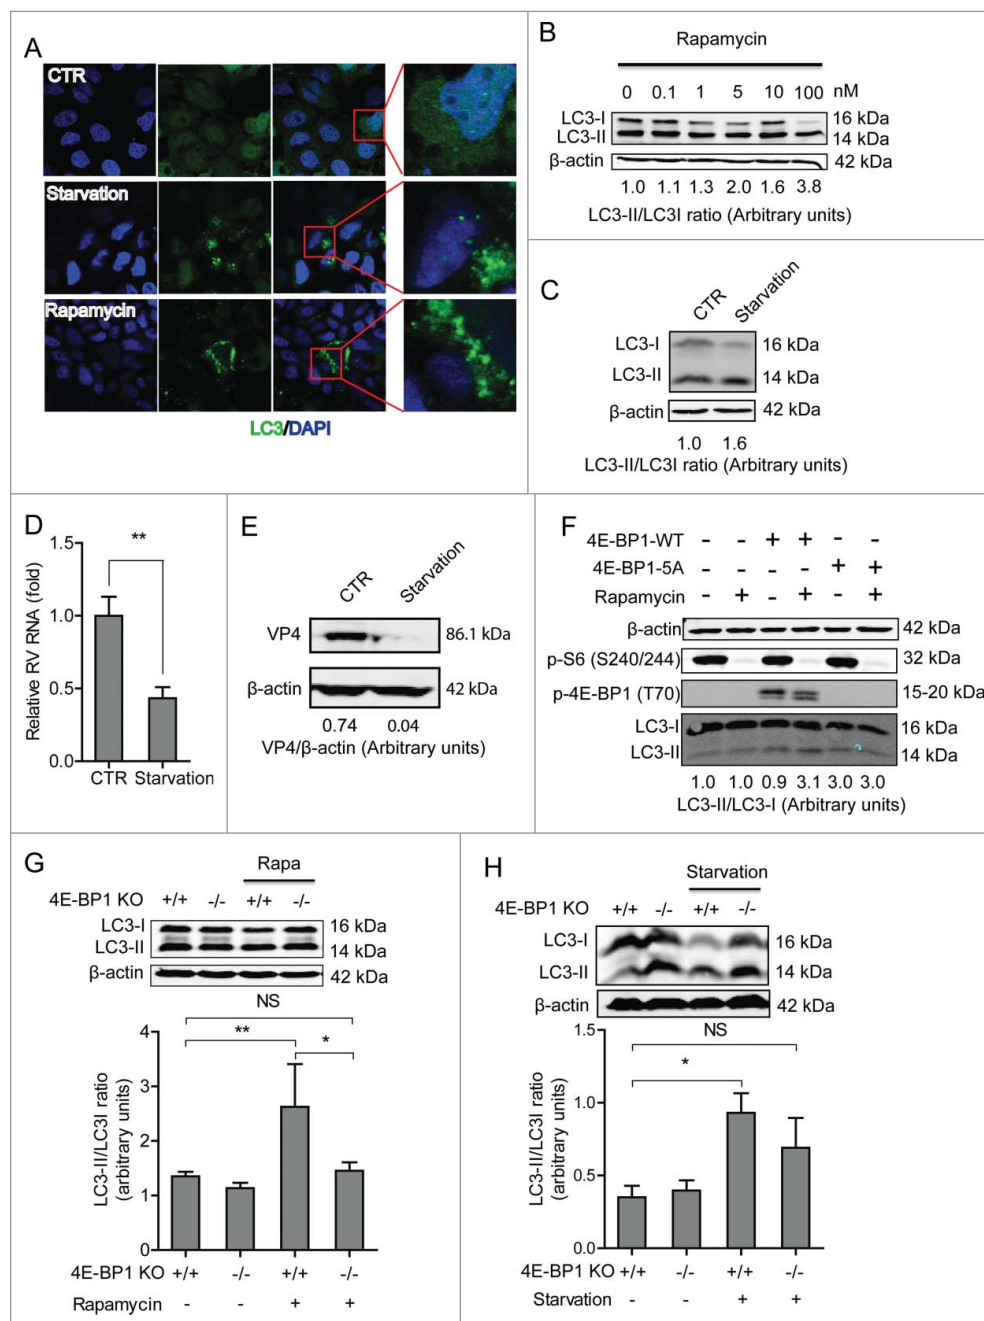 A
CTR
Starvation
Rapamycin
LC3/DAPI
B
Rapamycin
0 0.1 1 5 10 100 nM
LC3-I 16 kDa
LC3-II 14 kDa
β-actin 42 kDa
1.0 1.1 1.3 2.0 1.6 3.8
LC3-II/LC3I ratio (Arbitrary units)
C
CTR Starvation
LC3-I 16 kDa
LC3-II 14 kDa
β-actin 42 kDa
1.0 1.6
LC3-II/LC3I ratio (Arbitrary units)
D
Relative RV RNA (fold)
1.5
1.0
0.5
0.0
**
CTR Starvation
E
CTR Starvation
VP4 86.1 kDa
β-actin 42 kDa
0.74 0.04
VP4/β-actin (Arbitrary units)
F
4E-BP1-WT - - + + - -
4E-BP1-5A - - - - + +
Rapamycin - + - + - +
β-actin 42 kDa
p-S6 (S240/244) 32 kDa
p-4E-BP1 (T70) 15-20 kDa
LC3-I 16 kDa
LC3-II 14 kDa
1.0 1.0 0.9 3.1 3.0 3.0
LC3-II/LC3-I (Arbitrary units)
G
Rapa
4E-BP1 KO +/+ -/- +/+ -/-
LC3-I 16 kDa
LC3-II 14 kDa
β-actin 42 kDa
NS
** *
LC3-II/LC3I ratio
(arbitrary units)
4
3
2
1
0
4E-BP1 KO +/+ -/- +/+ -/-
Rapamycin - - + +
H
Starvation
4E-BP1 KO +/+ -/- +/+ -/-
LC3-I 16 kDa
LC3-II 14 kDa
β-actin 42 kDa
NS
*
LC3-II/LC3I ratio
(arbitrary units)
1.5
1.0
0.5
0.0
4E-BP1 KO +/+ -/- +/+ -/-
Starvation - - + +